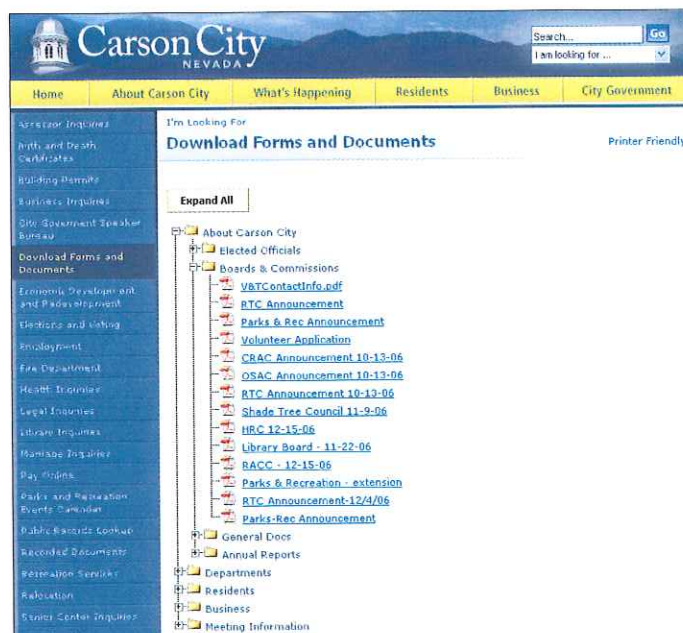 Carson City
NEVADA
Search...
Go
I am looking for ...
Home
About Carson City
What's Happening
Residents
Business
City Government
Assessor Inquiries
Birth and Death
Certificates
Building Permits
Business Inquiries
City Government Speaker
Bureau
Download Forms and
Documents
Economic Development
and Redevelopment
Elections and Voting
Employment
Fire Department
Health Inquiries
Legal Inquiries
Library Inquiries
Marriage Inquiries
Pay Online
Parks and Recreation
Events Calendar
Public Records Lookup
Recorded Documents
Recreation Services
Relocation
Senior Center Inquiries
I'm Looking For
Download Forms and Documents
Printer Friendly
Expand All
About Carson City
Elected Officials
Boards & Commissions
V&TContactInfo.pdf
RTC Announcement
Parks & Rec Announcement
Volunteer Application
CRAC Announcement 10-13-06
OSAC Announcement 10-13-06
RTC Announcement 10-13-06
Shade Tree Council 11-9-06
HRC 12-15-06
Library Board - 11-22-06
RACC - 12-15-06
Parks & Recreation - extension
RTC Announcement-12/4/06
Parks-Rec Announcement
General Docs
Annual Reports
Departments
Residents
Business
Meeting Information